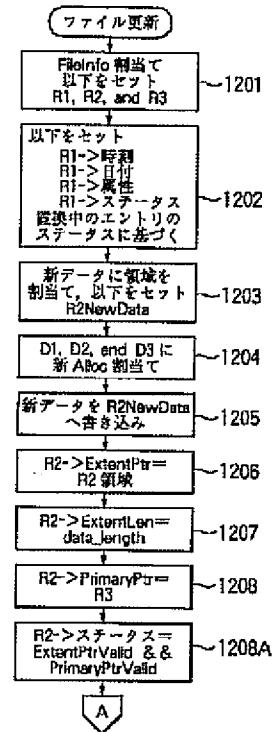 ファイル更新
FileInfo 割当て
以下をセット
R1, R2, and R3
1201
以下をセット
R1->時刻
R1->日付
R1->属性
R1->ステータス
置換中のエントリの
ステータスに基づく
1202
新データに領域を
割当て，以下をセット
R2NewData
1203
D1, D2, and D3 に
新 Alloc 割当て
1204
新データを R2NewData
へ書き込み
1205
R2->ExtentPtr＝
R2 領域
1206
R2->ExtentLen＝
data_length
1207
R2->PrimaryPtr＝
R3
1208
R2->ステータス＝
ExtentPtrValid & &
PrimaryPtrValid
1208A
A